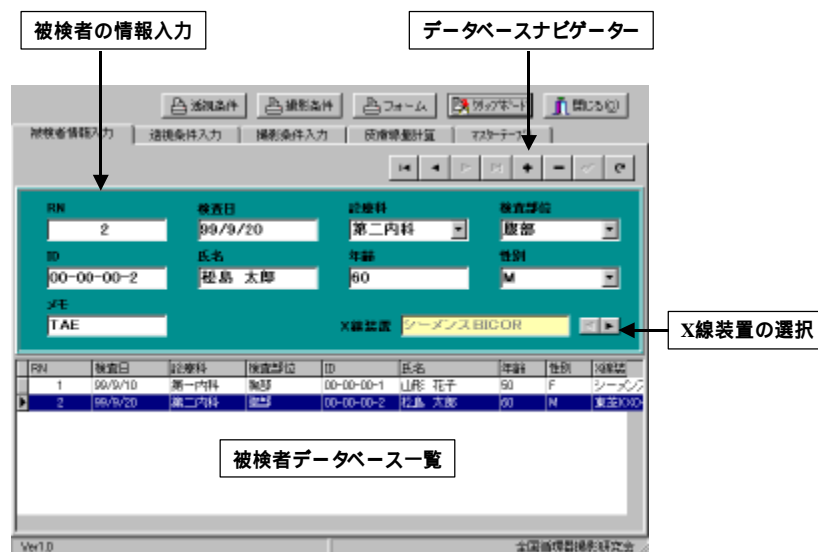 被検者の情報入力
データベースナビゲーター
透視条件 撮影条件 フォーム クリップボード 閉じる(C)
被検者情報入力 透視条件入力 撮影条件入力 皮膚線量計算
RN 検査日 診療科 検査部位
2 99/9/20 第二内科 腹部
ID 氏名 年齢 性別
00-00-00-2 松島 太郎 60 M
メモ
TAE X線装置 シーメンスBICOR
X線装置の選択
RN 検査日 診療科 検査部位 ID 氏名 年齢 性別 X線装
1 99/9/10 第一内科 胸部 00-00-00-1 山形 花子 50 F シーメンス
2 99/9/20 第二内科 腹部 00-00-00-2 松島 太郎 60 M
被検者データベース一覧
Ver1.0 全国循環器撮影研究会